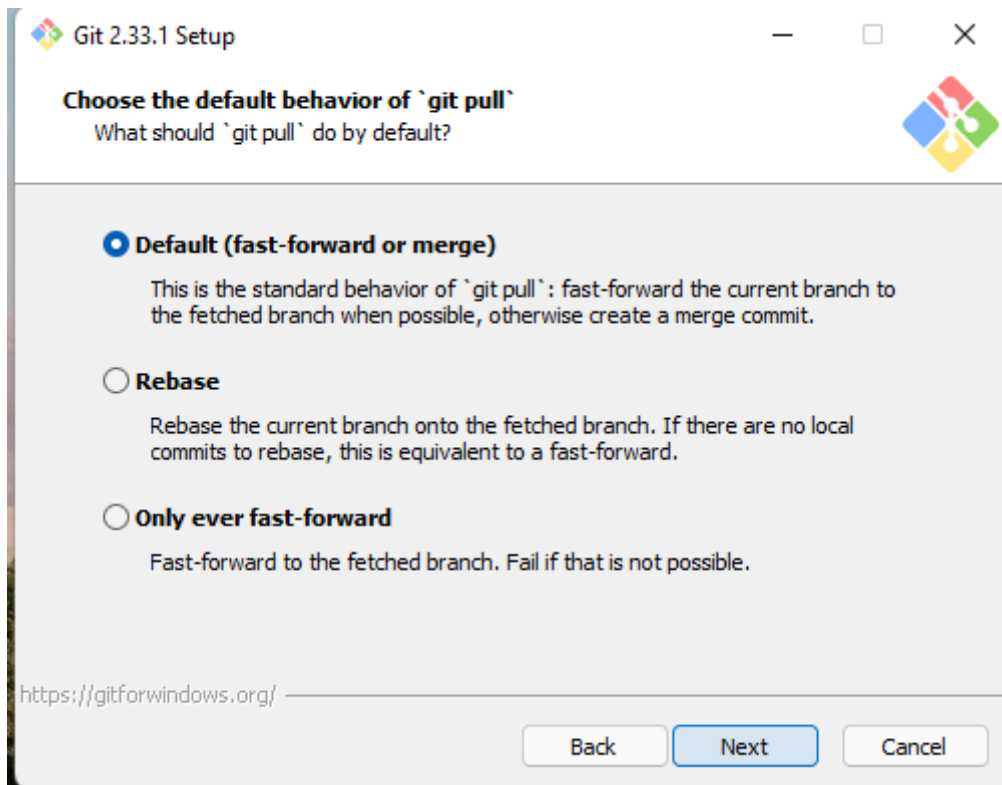 Git 2.33.1 Setup
Choose the default behavior of `git pull`
What should `git pull` do by default?
Default (fast-forward or merge)
This is the standard behavior of `git pull`: fast-forward the current branch to
the fetched branch when possible, otherwise create a merge commit.
Rebase
Rebase the current branch onto the fetched branch. If there are no local
commits to rebase, this is equivalent to a fast-forward.
Only ever fast-forward
Fast-forward to the fetched branch. Fail if that is not possible.
https://gitforwindows.org/
Back Next Cancel